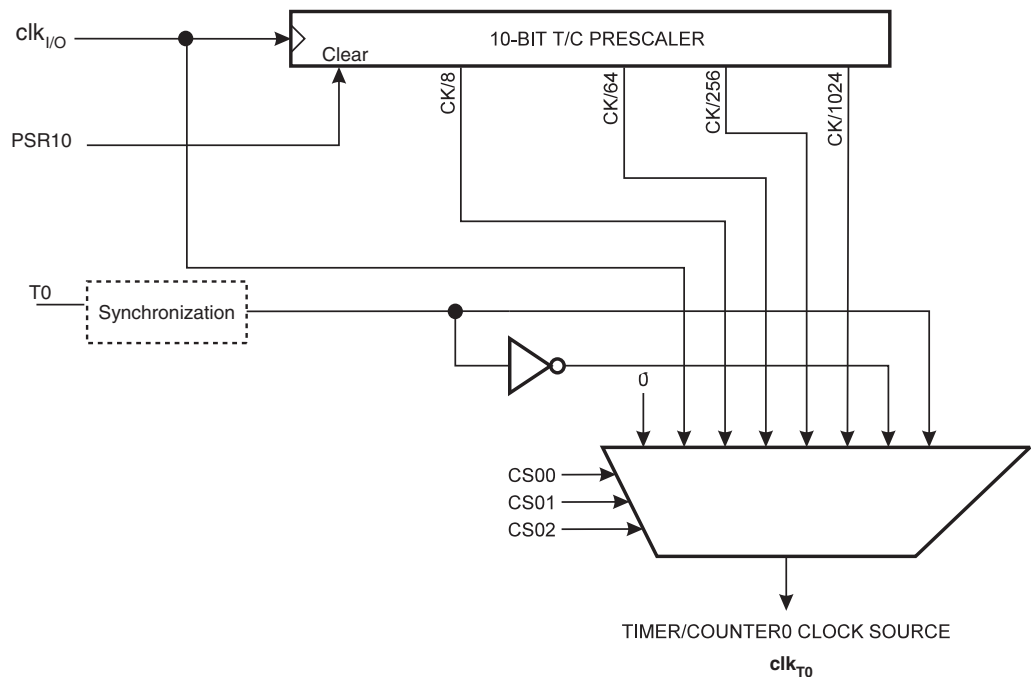 clkI/O
10-BIT T/C PRESCALER
Clear
CK/8
CK/64
CK/256
CK/1024
PSR10
T0
Synchronization
0
CS00
CS01
CS02
TIMER/COUNTER0 CLOCK SOURCE
clkT0